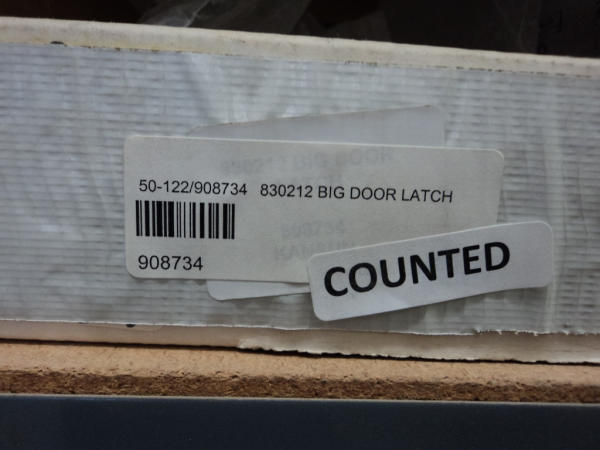 50-122/908734 830212 BIG DOOR LATCH
908734
COUNTED